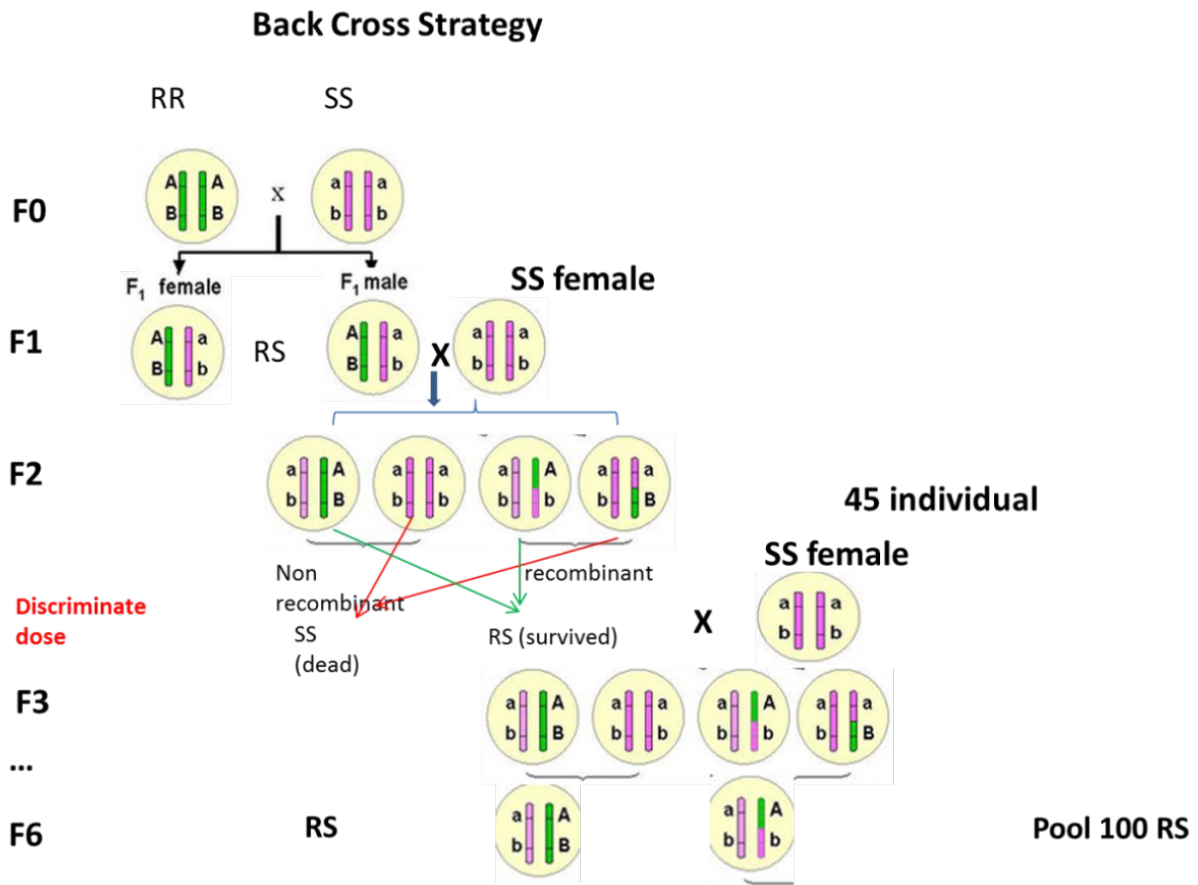 Back Cross Strategy
RR SS
F0
A A
B B
X
a a
b b
F1 female
F1 male
SS female
F1
A a
B b
RS
A a
B b
X
a a
b b
F2
a A
b B
a a
b b
a A
b b
a a
b B
45 individual
SS female
Non
recombinant
recombinant
Discriminate
dose
SS
(dead)
RS (survived)
X
a a
b b
F3
a A
b B
a a
b b
a A
b b
a a
b B
...
F6
RS
a A
b B
a A
b b
Pool 100 RS